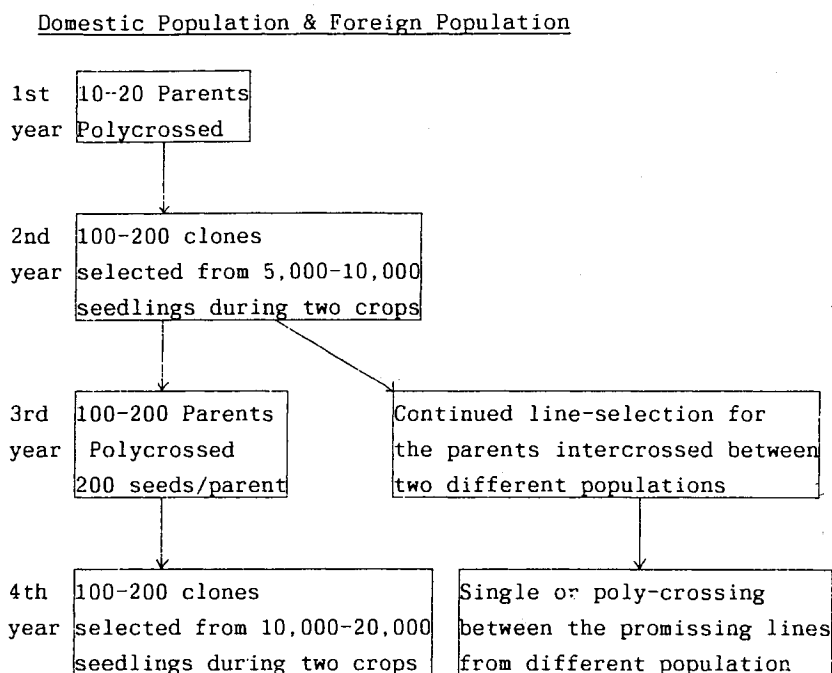 Domestic Population & Foreign Population
1st
year
10-20 Parents
Polycrossed
2nd
year
100-200 clones
selected from 5,000-10,000
seedlings during two crops
3rd
year
100-200 Parents
Polycrossed
200 seeds/parent
Continued line-selection for
the parents intercrossed between
two different populations
4th
year
100-200 clones
selected from 10,000-20,000
seedlings during two crops
Single or poly-crossing
between the promissing lines
from different population